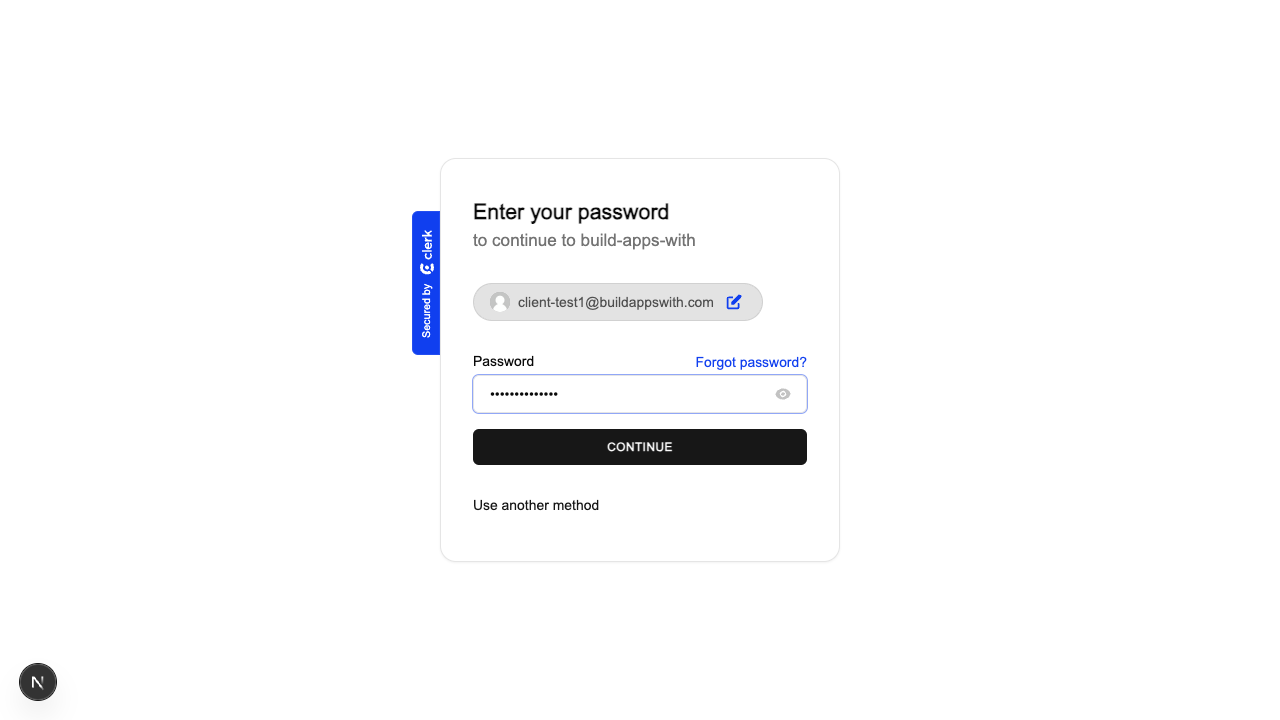 Enter your password
to continue to build-apps-with
Secured by clerk
client-test1@buildappswith.com
Password
Forgot password?
••••••••••••••
CONTINUE
Use another method
N